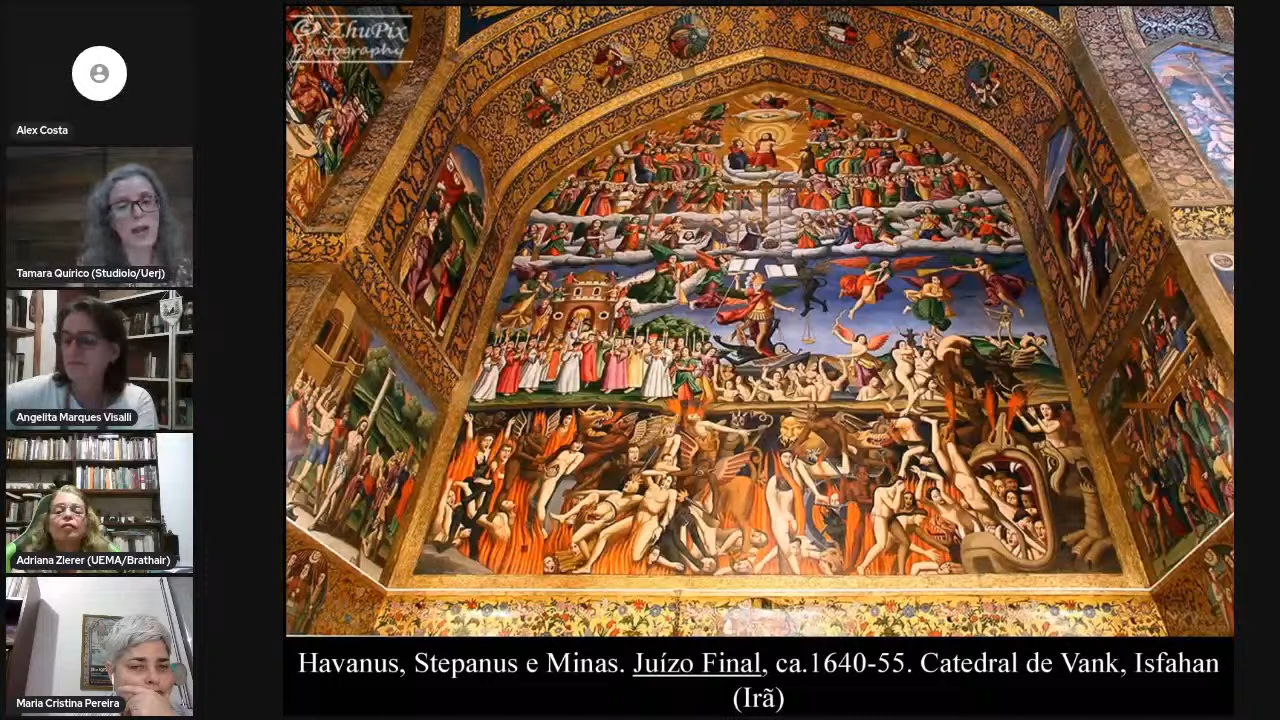 © ZhuPix
Photography
Alex Costa
Tamara Quírico (Studiolo/Uerj)
Angelita Marques Visalli
Adriana Zierer (UEMA/Brathair)
Maria Cristina Pereira
Havanus, Stepanus e Minas. Juízo Final, ca.1640-55. Catedral de Vank, Isfahan
(Irã)